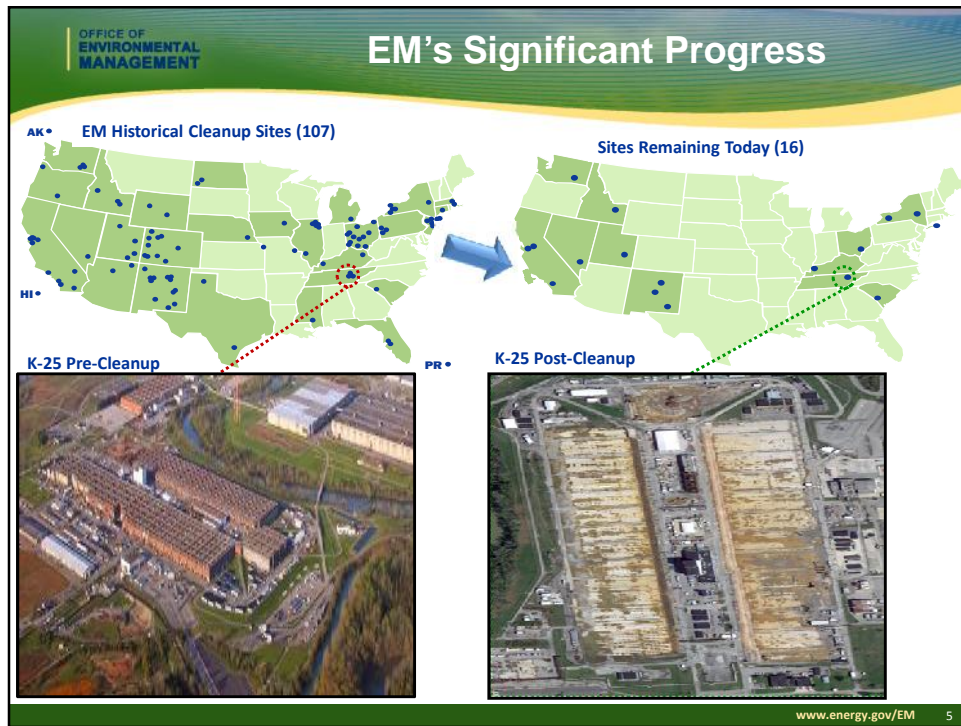 OFFICE OF
ENVIRONMENTAL
MANAGEMENT
EM's Significant Progress
AK
EM Historical Cleanup Sites (107)
Sites Remaining Today (16)
HI
K-25 Pre-Cleanup
PR
K-25 Post-Cleanup
www.energy.gov/EM 5